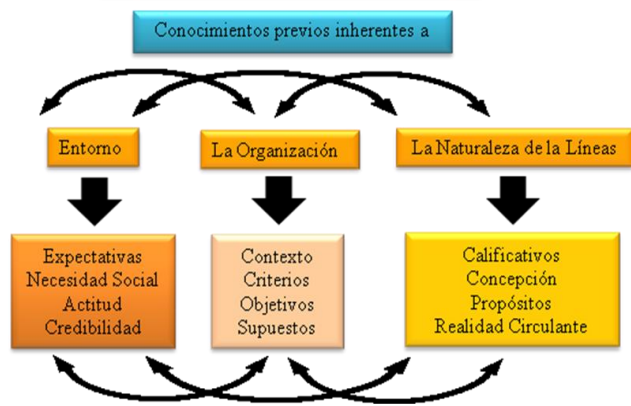 Conocimientos previos inherentes a
Entorno
La Organización
La Naturaleza de la Líneas
Expectativas
Necesidad Social
Actitud
Credibilidad
Contexto
Criterios
Objetivos
Supuestos
Calificativos
Concepción
Propósitos
Realidad Circulante